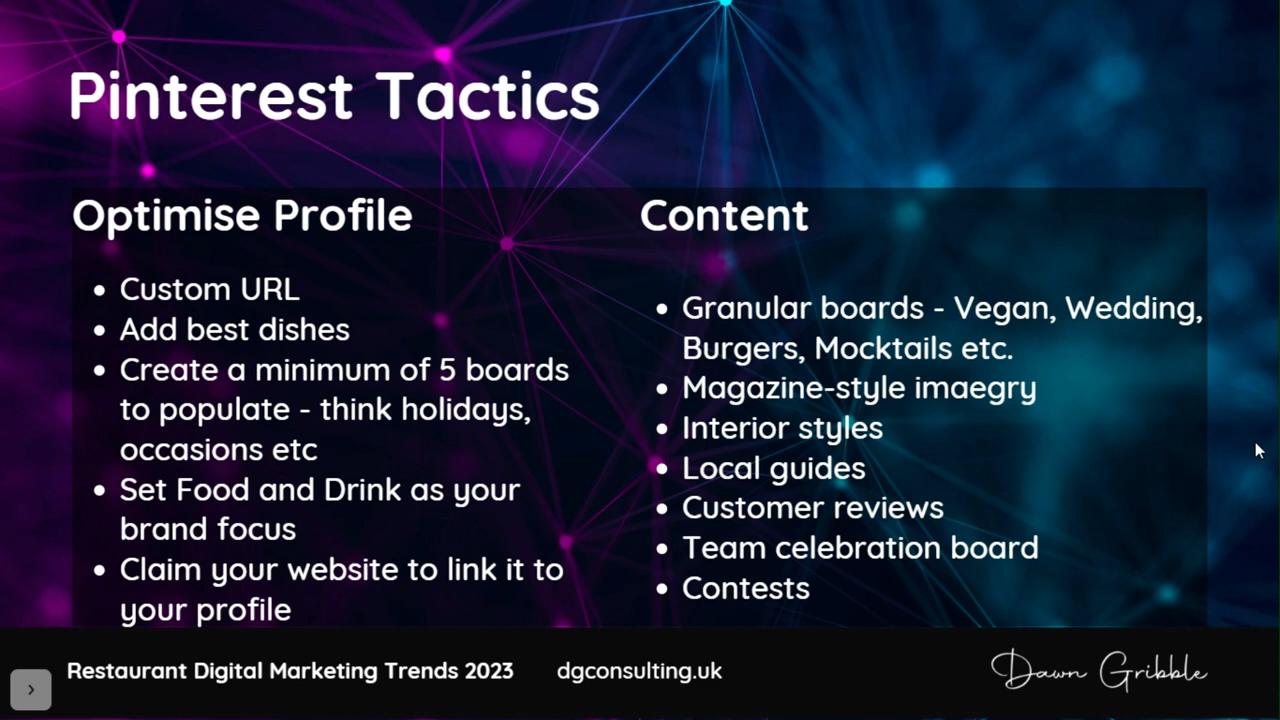 Pinterest Tactics
Optimise Profile
• Custom URL
• Add best dishes
• Create a minimum of 5 boards
to populate - think holidays,
occasions etc
• Set Food and Drink as your
brand focus
• Claim your website to link it to
your profile
Content
• Granular boards - Vegan, Wedding,
Burgers, Mocktails etc.
• Magazine-style imaegry
• Interior styles
• Local guides
• Customer reviews
• Team celebration board
• Contests
Restaurant Digital Marketing Trends 2023
dgconsulting.uk
Dawn Gribble